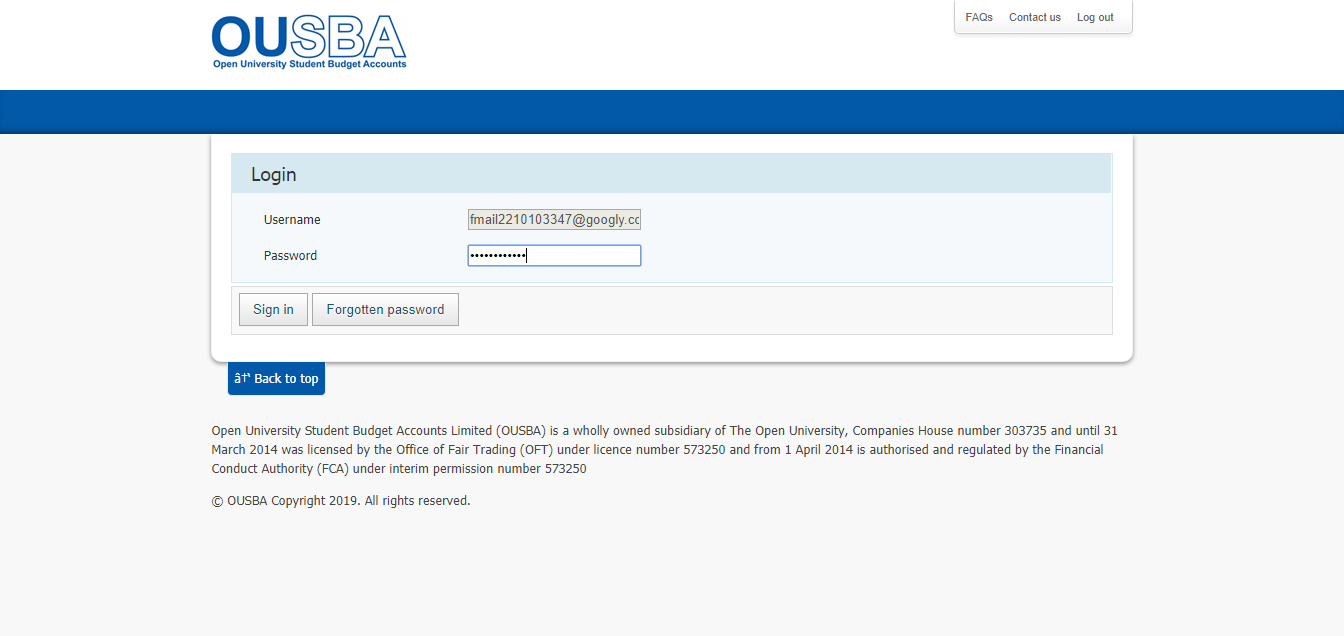 OUSBA
Open University Student Budget Accounts
FAQs Contact us Log out
Login
Username fmail2210103347@googly.cc
Password ••••••••••••
Sign in Forgotten password
â†‘ Back to top
Open University Student Budget Accounts Limited (OUSBA) is a wholly owned subsidiary of The Open University, Companies House number 303735 and until 31
March 2014 was licensed by the Office of Fair Trading (OFT) under licence number 573250 and from 1 April 2014 is authorised and regulated by the Financial
Conduct Authority (FCA) under interim permission number 573250
© OUSBA Copyright 2019. All rights reserved.